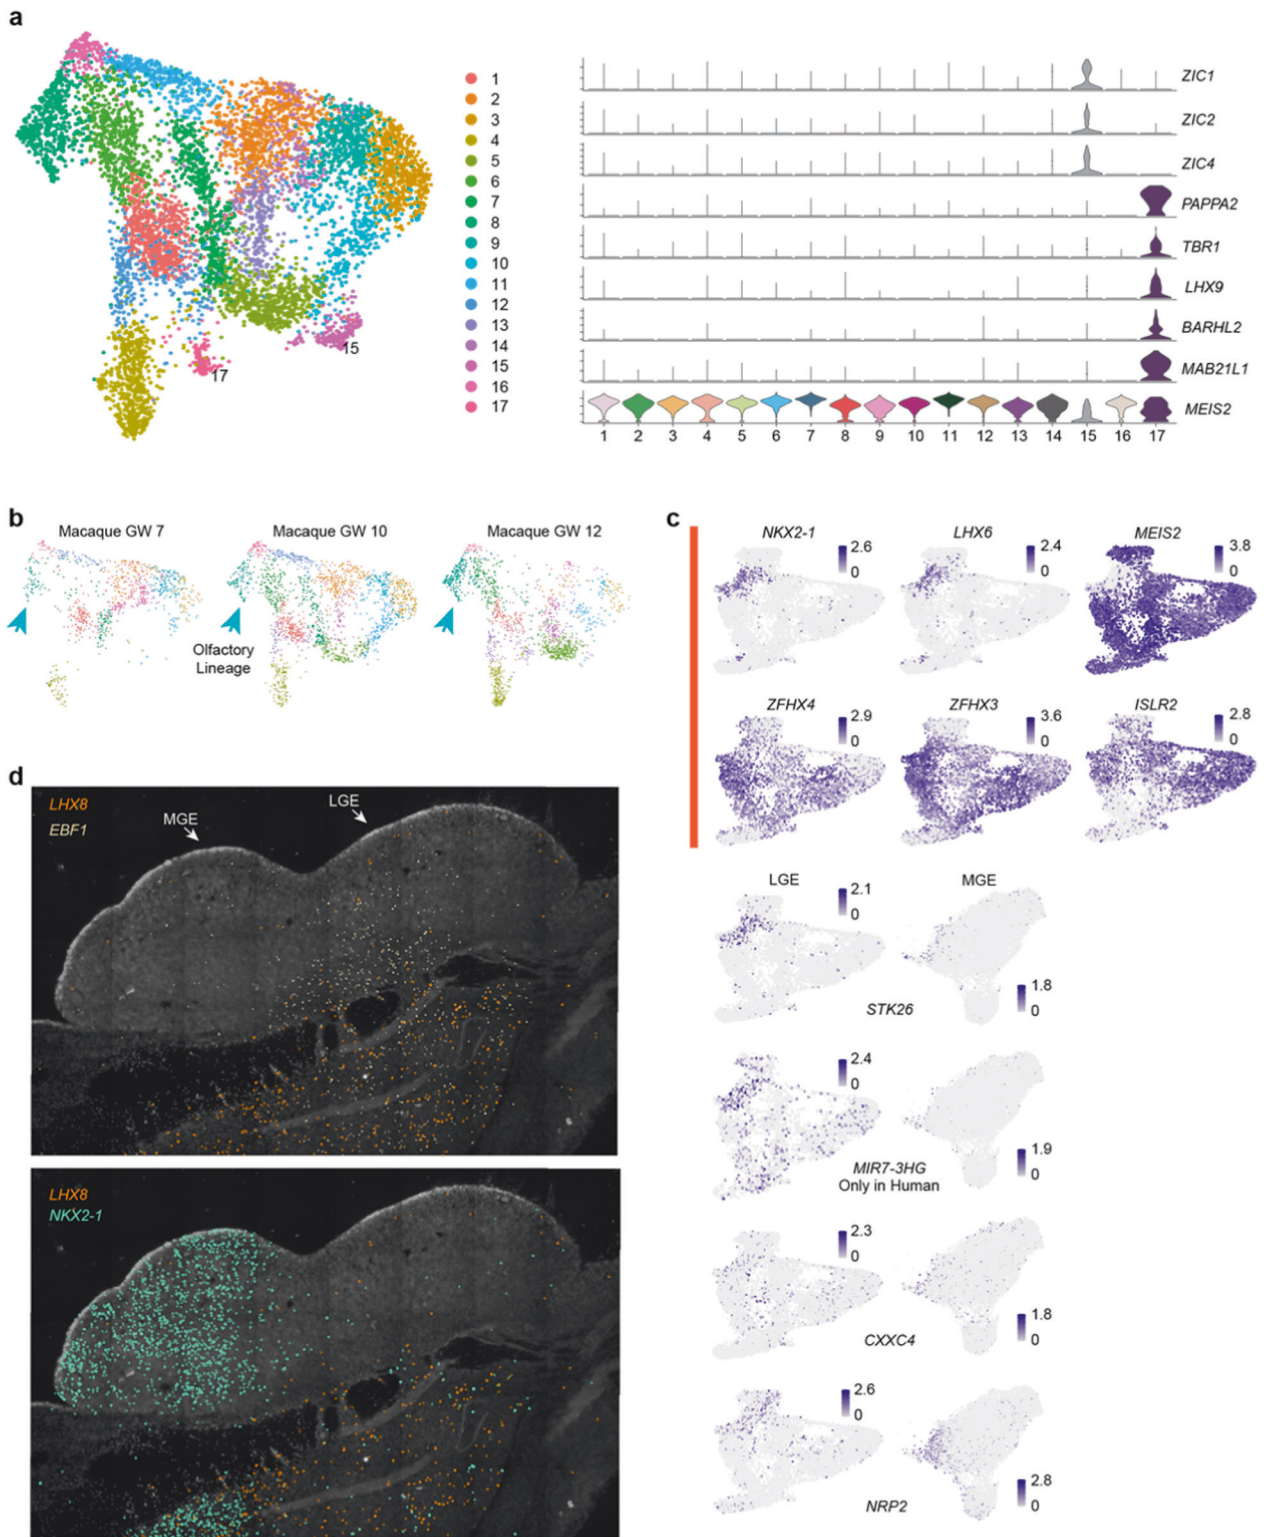 a
1
2
3
4
5
6
7
8
9
10
11
12
13
14
15
16
17
15
17
ZIC1
ZIC2
ZIC4
PAPPA2
TBR1
LHX9
BARHL2
MAB21L1
MEIS2
1 2 3 4 5 6 7 8 9 10 11 12 13 14 15 16 17
b
Macaque GW 7 Macaque GW 10 Macaque GW 12
Olfactory
Lineage
c
NKX2-1 LHX6 MEIS2
2.6 2.4 3.8
0 0 0
ZFHX4 ZFHX3 ISLR2
2.9 3.6 2.8
0 0 0
LGE MGE
2.1
0
1.8
0
STK26
2.4
0
1.9
0
MIR7-3HG
Only in Human
2.3
0
1.8
0
CXXC4
2.6
0
2.8
0
NRP2
d
LHX8
EBF1
MGE
LGE
LHX8
NKX2-1